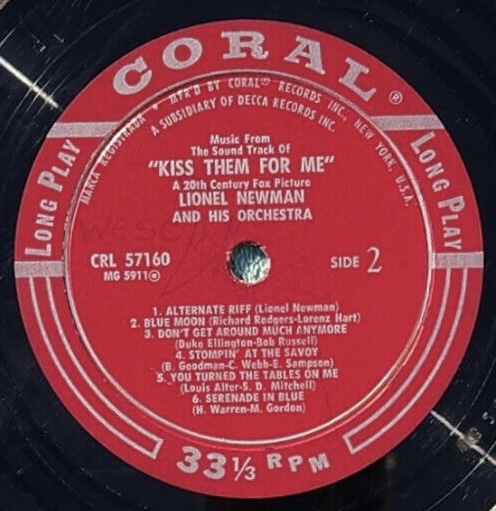 CORAL®
MARCA REGISTRADA • MFR'D BY CORAL® RECORDS INC., NEW YORK, U.S.A.
A SUBSIDIARY OF DECCA RECORDS INC.
LONG PLAY
LONG PLAY
Music From
The Sound Track Of
"KISS THEM FOR ME"
A 20th Century Fox Picture
LIONEL NEWMAN
AND HIS ORCHESTRA
CRL 57160
MG 5911
SIDE 2
1. ALTERNATE RIFF (Lionel Newman)
2. BLUE MOON (Richard Redgers-Lorenz Hart)
3. DON'T GET AROUND MUCH ANYMORE
(Duke Ellington-Bob Russell)
4. STOMPIN' AT THE SAVOY
(B. Goodman-C. Webb-E. Sampson)
5. YOU TURNED THE TABLES ON ME
(Louis Alter-S. D. Mitchell)
6. SERENADE IN BLUE
(H. Warren-M. Gordon)
33⅓ RPM